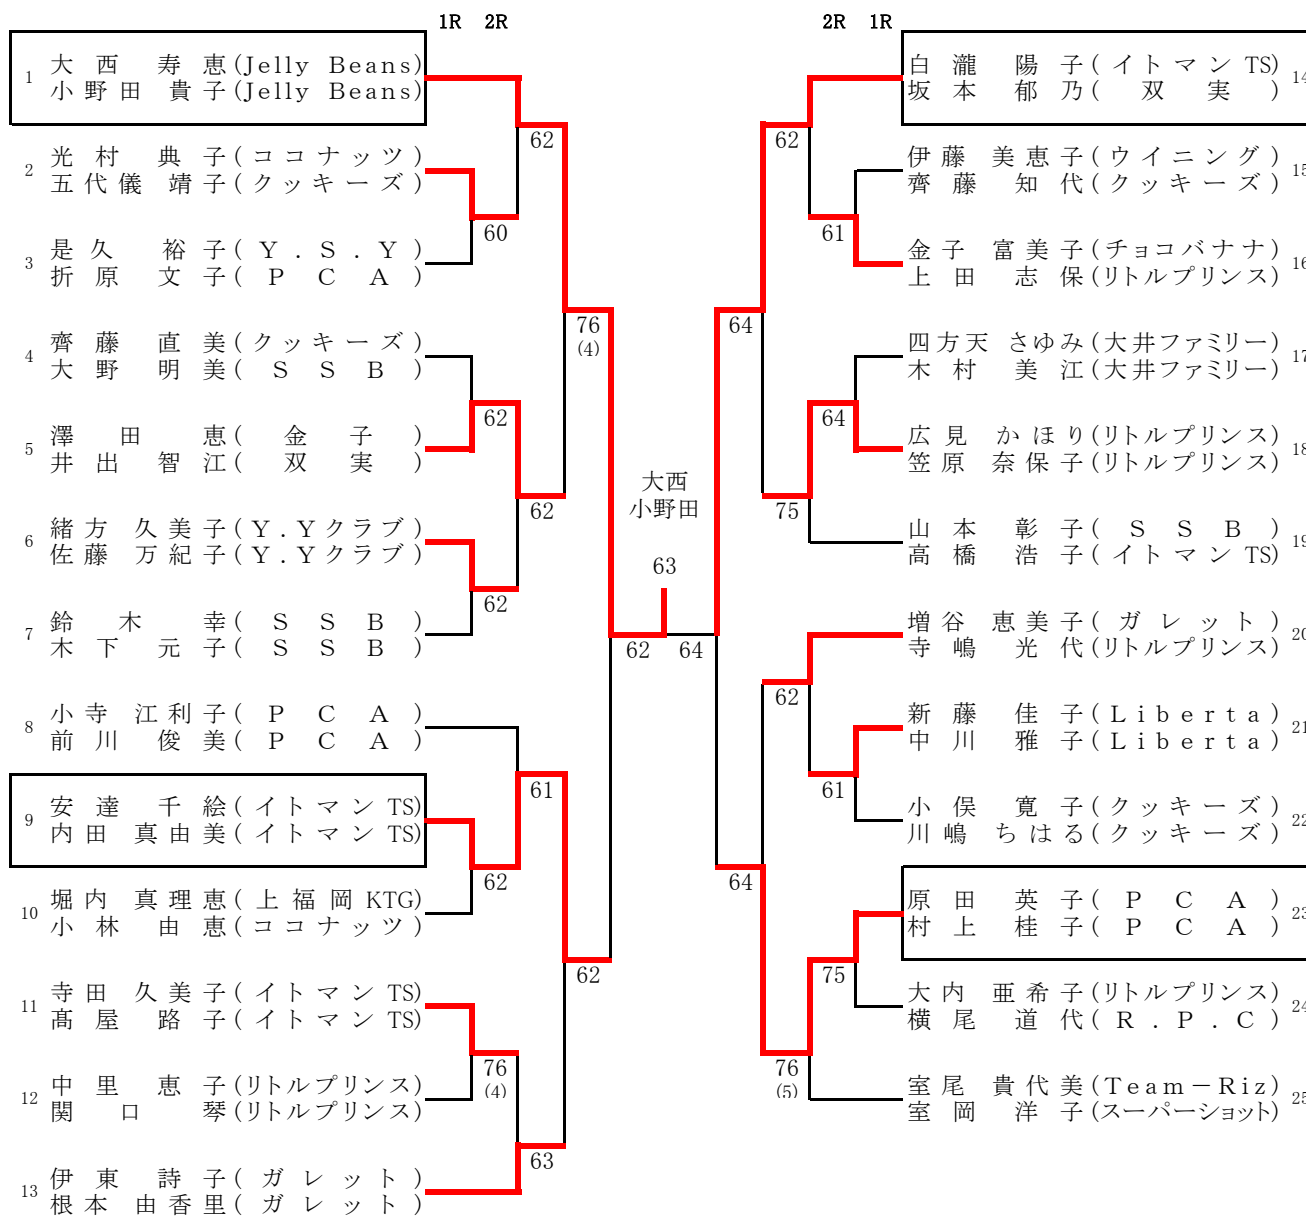 1R 2R
1 大西 寿恵(Jelly Beans)
小野田 貴子(Jelly Beans)
2 光村 典子(ココナッツ)
五代儀 靖子(クッキーズ)
3 是久 裕子(Y.S.Y)
折原 文子(PCA)
4 齊藤 直美(クッキーズ)
大野 明美(SSB)
5 澤田 恵(金子)
井出 智江(双実)
6 緒方 久美子(Y.Yクラブ)
佐藤 万紀子(Y.Yクラブ)
7 鈴木 幸(SSB)
木下 元子(SSB)
8 小寺 江利子(PCA)
前川 俊美(PCA)
9 安達 千絵(イトマンTS)
内田 真由美(イトマンTS)
10 堀内 真理恵(上福岡KTG)
小林 由恵(ココナッツ)
11 寺田 久美子(イトマンTS)
髙屋 路子(イトマンTS)
12 中里 恵子(リトルプリンス)
関口 琴(リトルプリンス)
13 伊東 詩子(ガレット)
根本 由香里(ガレット)
60
62
62
62
76
(4)
62
62
61
76
(4)
63
62
62
大西
小野田
63
64
2R 1R
白瀧 陽子(イトマンTS) 14
坂本 郁乃(双実)
伊藤 美恵子(ウイニング) 15
齊藤 知代(クッキーズ)
金子 富美子(チョコバナナ) 16
上田 志保(リトルプリンス)
四方天 さゆみ(大井ファミリー) 17
木村 美江(大井ファミリー)
広見 かほり(リトルプリンス) 18
笠原 奈保子(リトルプリンス)
山本 彰子(SSB) 19
高橋 浩子(イトマンTS)
増谷 恵美子(ガレット) 20
寺嶋 光代(リトルプリンス)
新藤 佳子(Liberta) 21
中川 雅子(Liberta)
小俣 寛子(クッキーズ) 22
川嶋 ちはる(クッキーズ)
原田 英子(PCA) 23
村上 桂子(PCA)
大内 亜希子(リトルプリンス) 24
横尾 道代(R.P.C)
室尾 貴代美(Team－Riz) 25
室岡 洋子(スーパーショット)
62
61
64
64
75
62
61
64
75
76
(5)